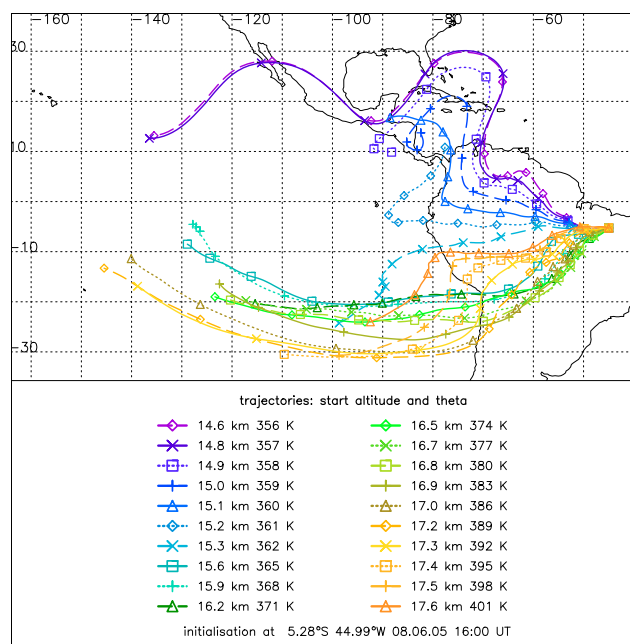 −160 −140 −120 −100 −80 −60
30.
−10
−30
trajectories: start altitude and theta
14.6 km 356 K 16.5 km 374 K
14.8 km 357 K 16.7 km 377 K
14.9 km 358 K 16.8 km 380 K
15.0 km 359 K 16.9 km 383 K
15.1 km 360 K 17.0 km 386 K
15.2 km 361 K 17.2 km 389 K
15.3 km 362 K 17.3 km 392 K
15.6 km 365 K 17.4 km 395 K
15.9 km 368 K 17.5 km 398 K
16.2 km 371 K 17.6 km 401 K
initialisation at 5.28°S 44.99°W 08.06.05 16:00 UT